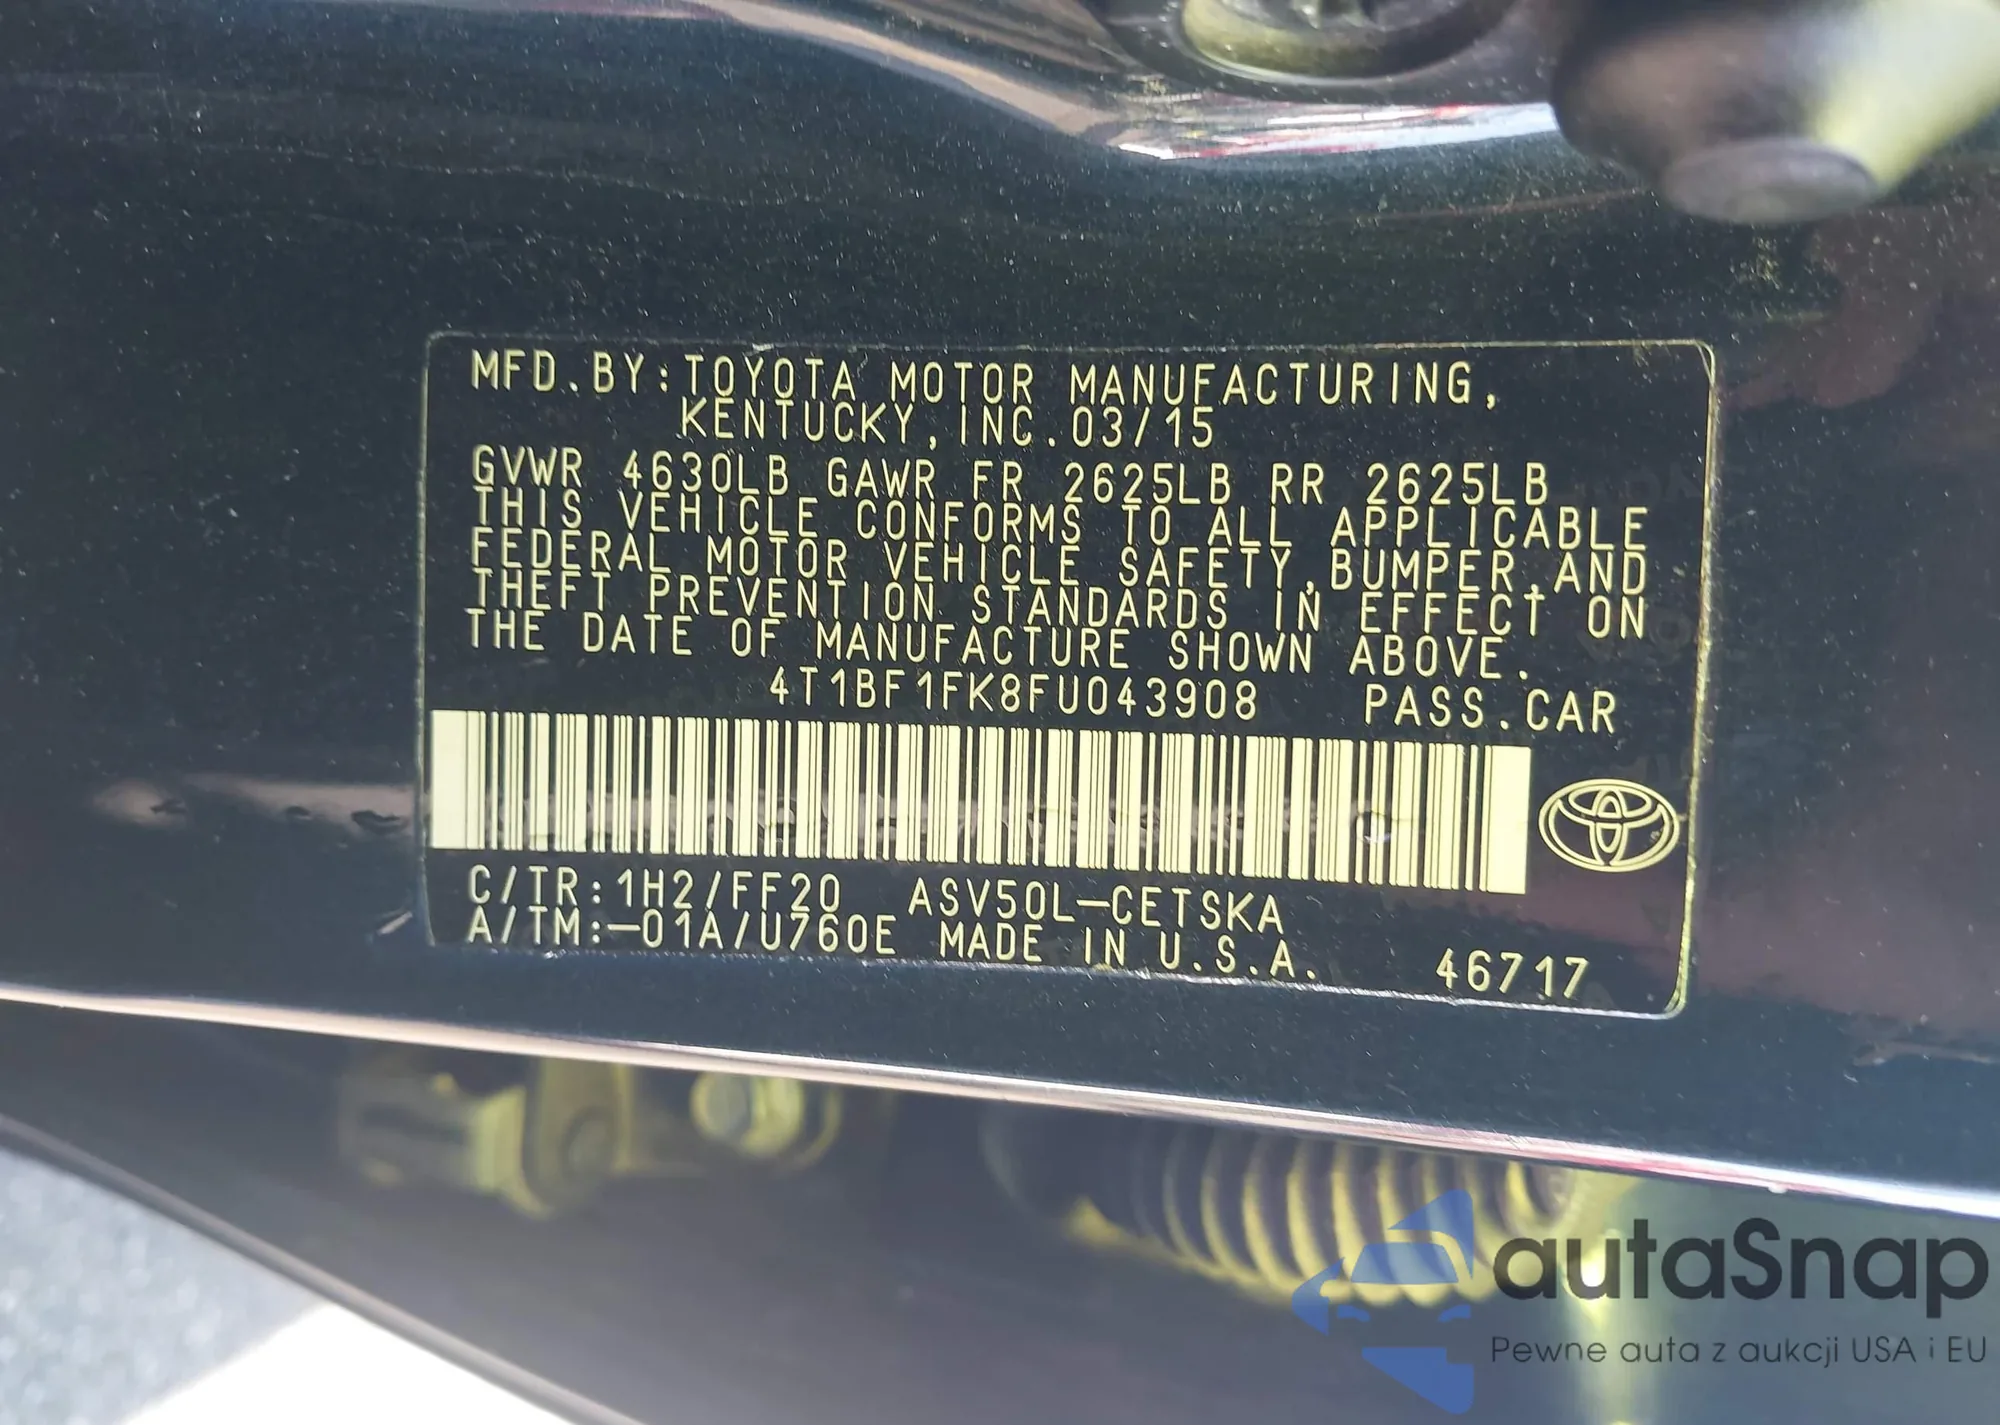 MFD.BY:TOYOTA MOTOR MANUFACTURING,
KENTUCKY,INC.03/15
GVWR 4630LB GAWR FR 2625LB RR 2625LB
THIS VEHICLE CONFORMS TO ALL APPLICABLE
FEDERAL MOTOR VEHICLE SAFETY,BUMPER,AND
THEFT PREVENTION STANDARDS IN EFFECT ON
THE DATE OF MANUFACTURE SHOWN ABOVE.
4T1BF1FK8FU043908 PASS.CAR
C/TR:1H2/FF20 ASV50L-CETSKA
A/TM:-01A/U760E MADE IN U.S.A. 46717
autaSnap
Pewne auta z aukcji USA i EU